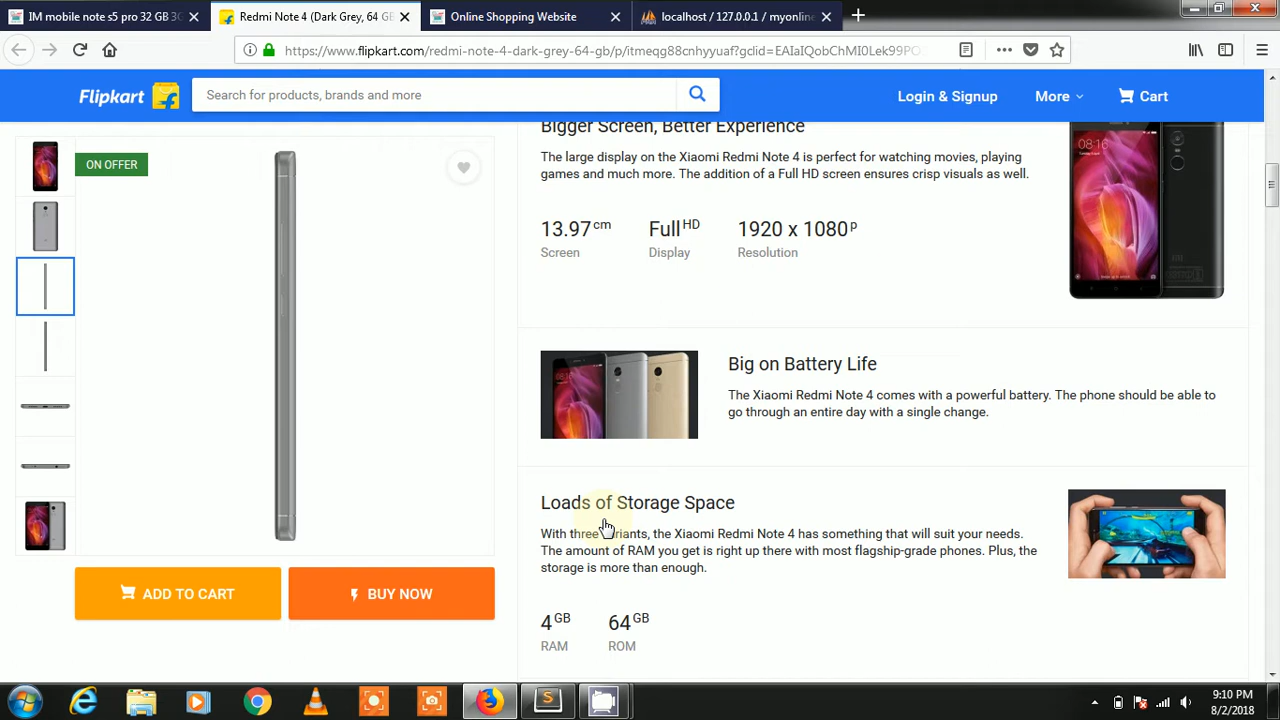 IM mobile note s5 pro 32 GB 3G
Redmi Note 4 (Dark Grey, 64 GB
Online Shopping Website
localhost / 127.0.0.1 / myonline
https://www.flipkart.com/redmi-note-4-dark-grey-64-gb/p/itmeqg88cnhyyuaf?gclid=EAIaIQobChMI0Lek99PO
Flipkart
Search for products, brands and more
Login & Signup
More
Cart
ON OFFER
Bigger Screen, Better Experience
The large display on the Xiaomi Redmi Note 4 is perfect for watching movies, playing
games and much more. The addition of a Full HD screen ensures crisp visuals as well.
13.97 cm
Full HD
1920 x 1080 p
Screen
Display
Resolution
08:16
Big on Battery Life
The Xiaomi Redmi Note 4 comes with a powerful battery. The phone should be able to
go through an entire day with a single change.
Loads of Storage Space
With three variants, the Xiaomi Redmi Note 4 has something that will suit your needs.
The amount of RAM you get is right up there with most flagship-grade phones. Plus, the
storage is more than enough.
4 GB
64 GB
RAM
ROM
ADD TO CART
BUY NOW
9:10 PM
8/2/2018